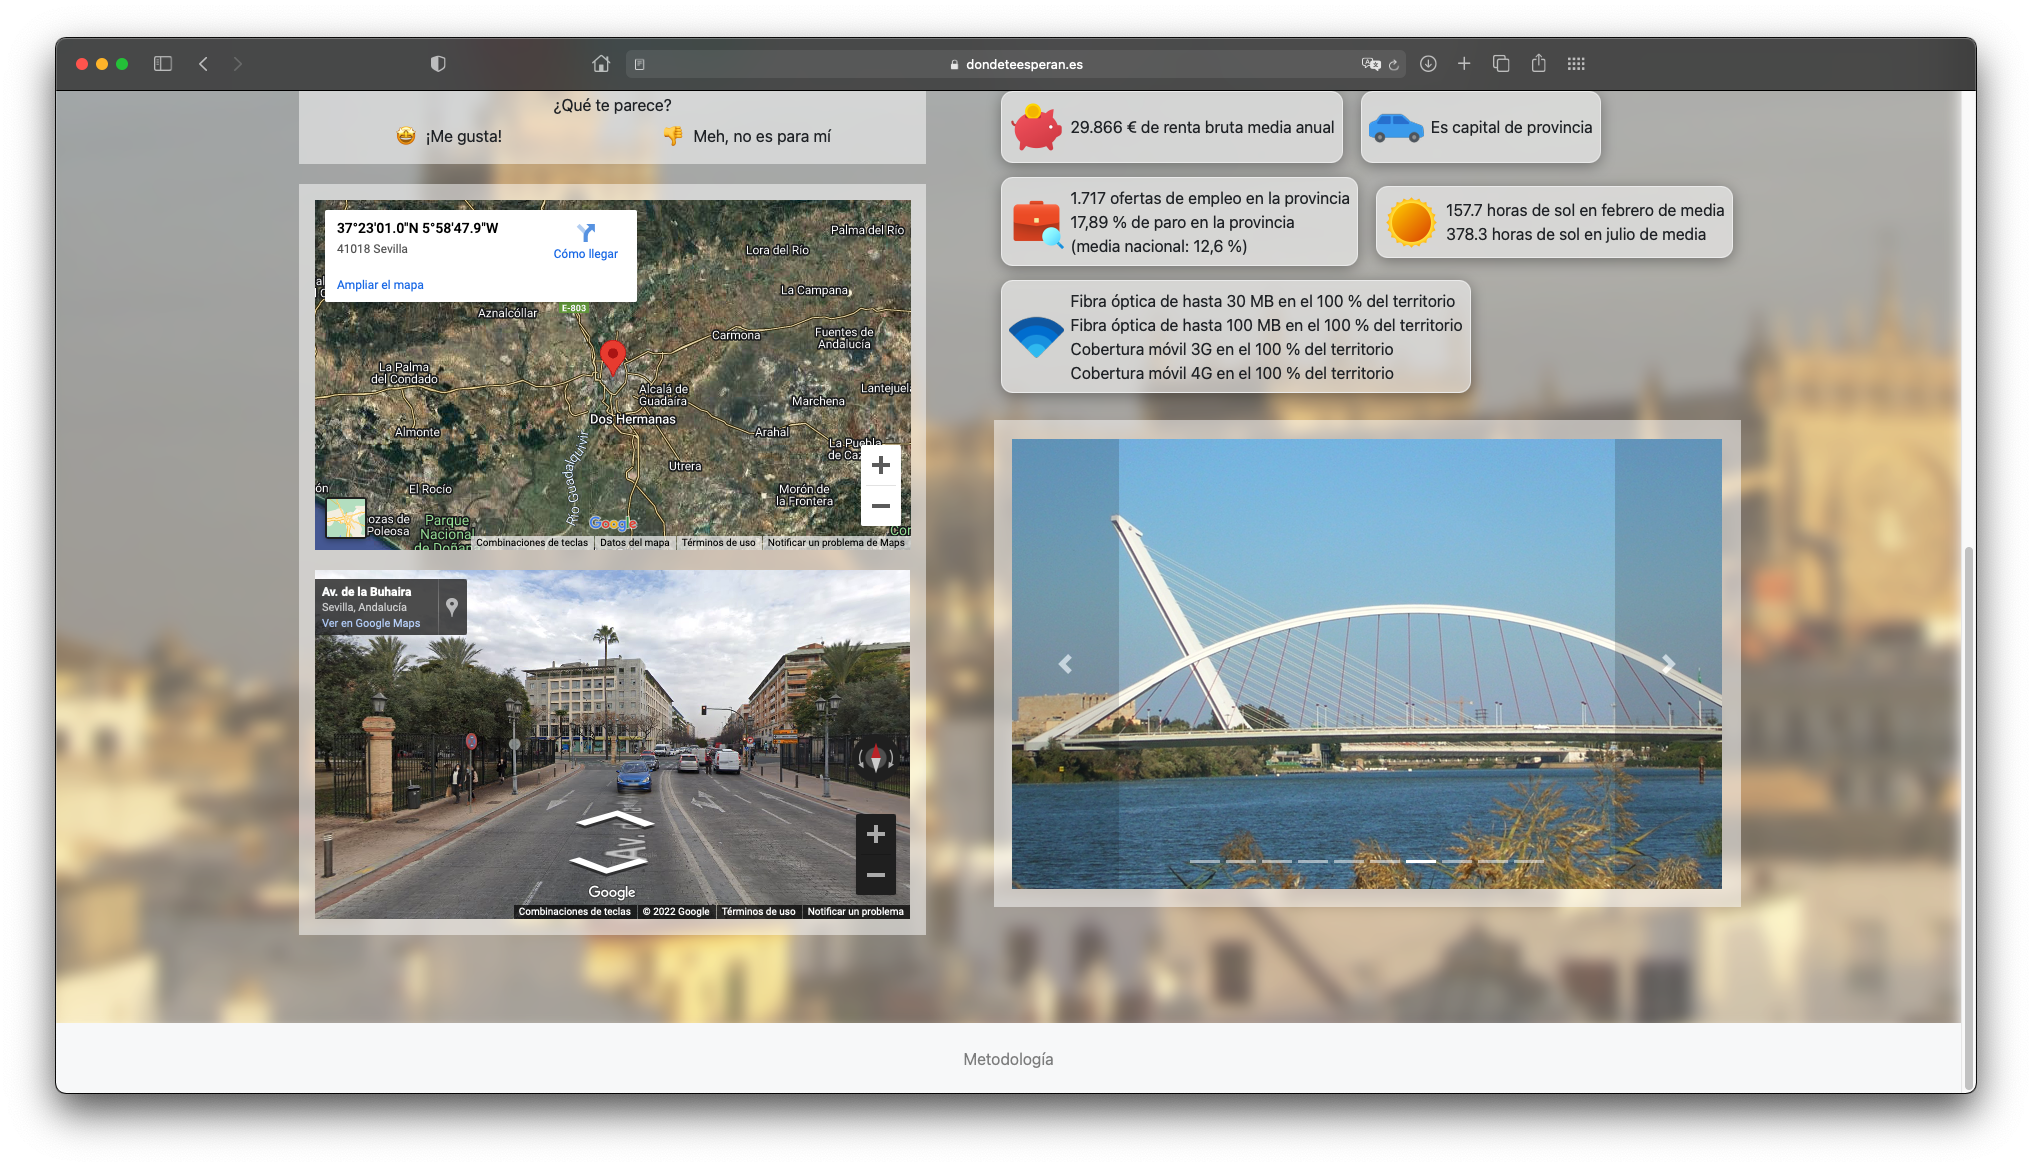 dondeteesperan.es
¿Qué te parece?
¡Me gusta!
Meh, no es para mí
37°23'01.0"N 5°58'47.9"W
41018 Sevilla
Cómo llegar
Ampliar el mapa
Palma del Río
Lora del Río
La Campana
E-803
Aznalcóllar
Carmona
Fuentes de
Andalucía
La Palma
del Condado
Alcalá de
Guadaíra
Lantejuel
Marchena
Dos Hermanas
Almonte
Arahal
La Puebla
de Caz
Río Guadalquivir
Utrera
El Rocío
Morón de
la Frontera
Parque
Nacional
de Doñan
Google
Combinaciones de teclas
Datos del mapa
Términos de uso
Notificar un problema de Maps
Av. de la Buhaira
Sevilla, Andalucía
Ver en Google Maps
Av. d
Google
Combinaciones de teclas
© 2022 Google
Términos de uso
Notificar un problema
29.866 € de renta bruta media anual
Es capital de provincia
1.717 ofertas de empleo en la provincia
17,89 % de paro en la provincia
(media nacional: 12,6 %)
157.7 horas de sol en febrero de media
378.3 horas de sol en julio de media
Fibra óptica de hasta 30 MB en el 100 % del territorio
Fibra óptica de hasta 100 MB en el 100 % del territorio
Cobertura móvil 3G en el 100 % del territorio
Cobertura móvil 4G en el 100 % del territorio
Metodología